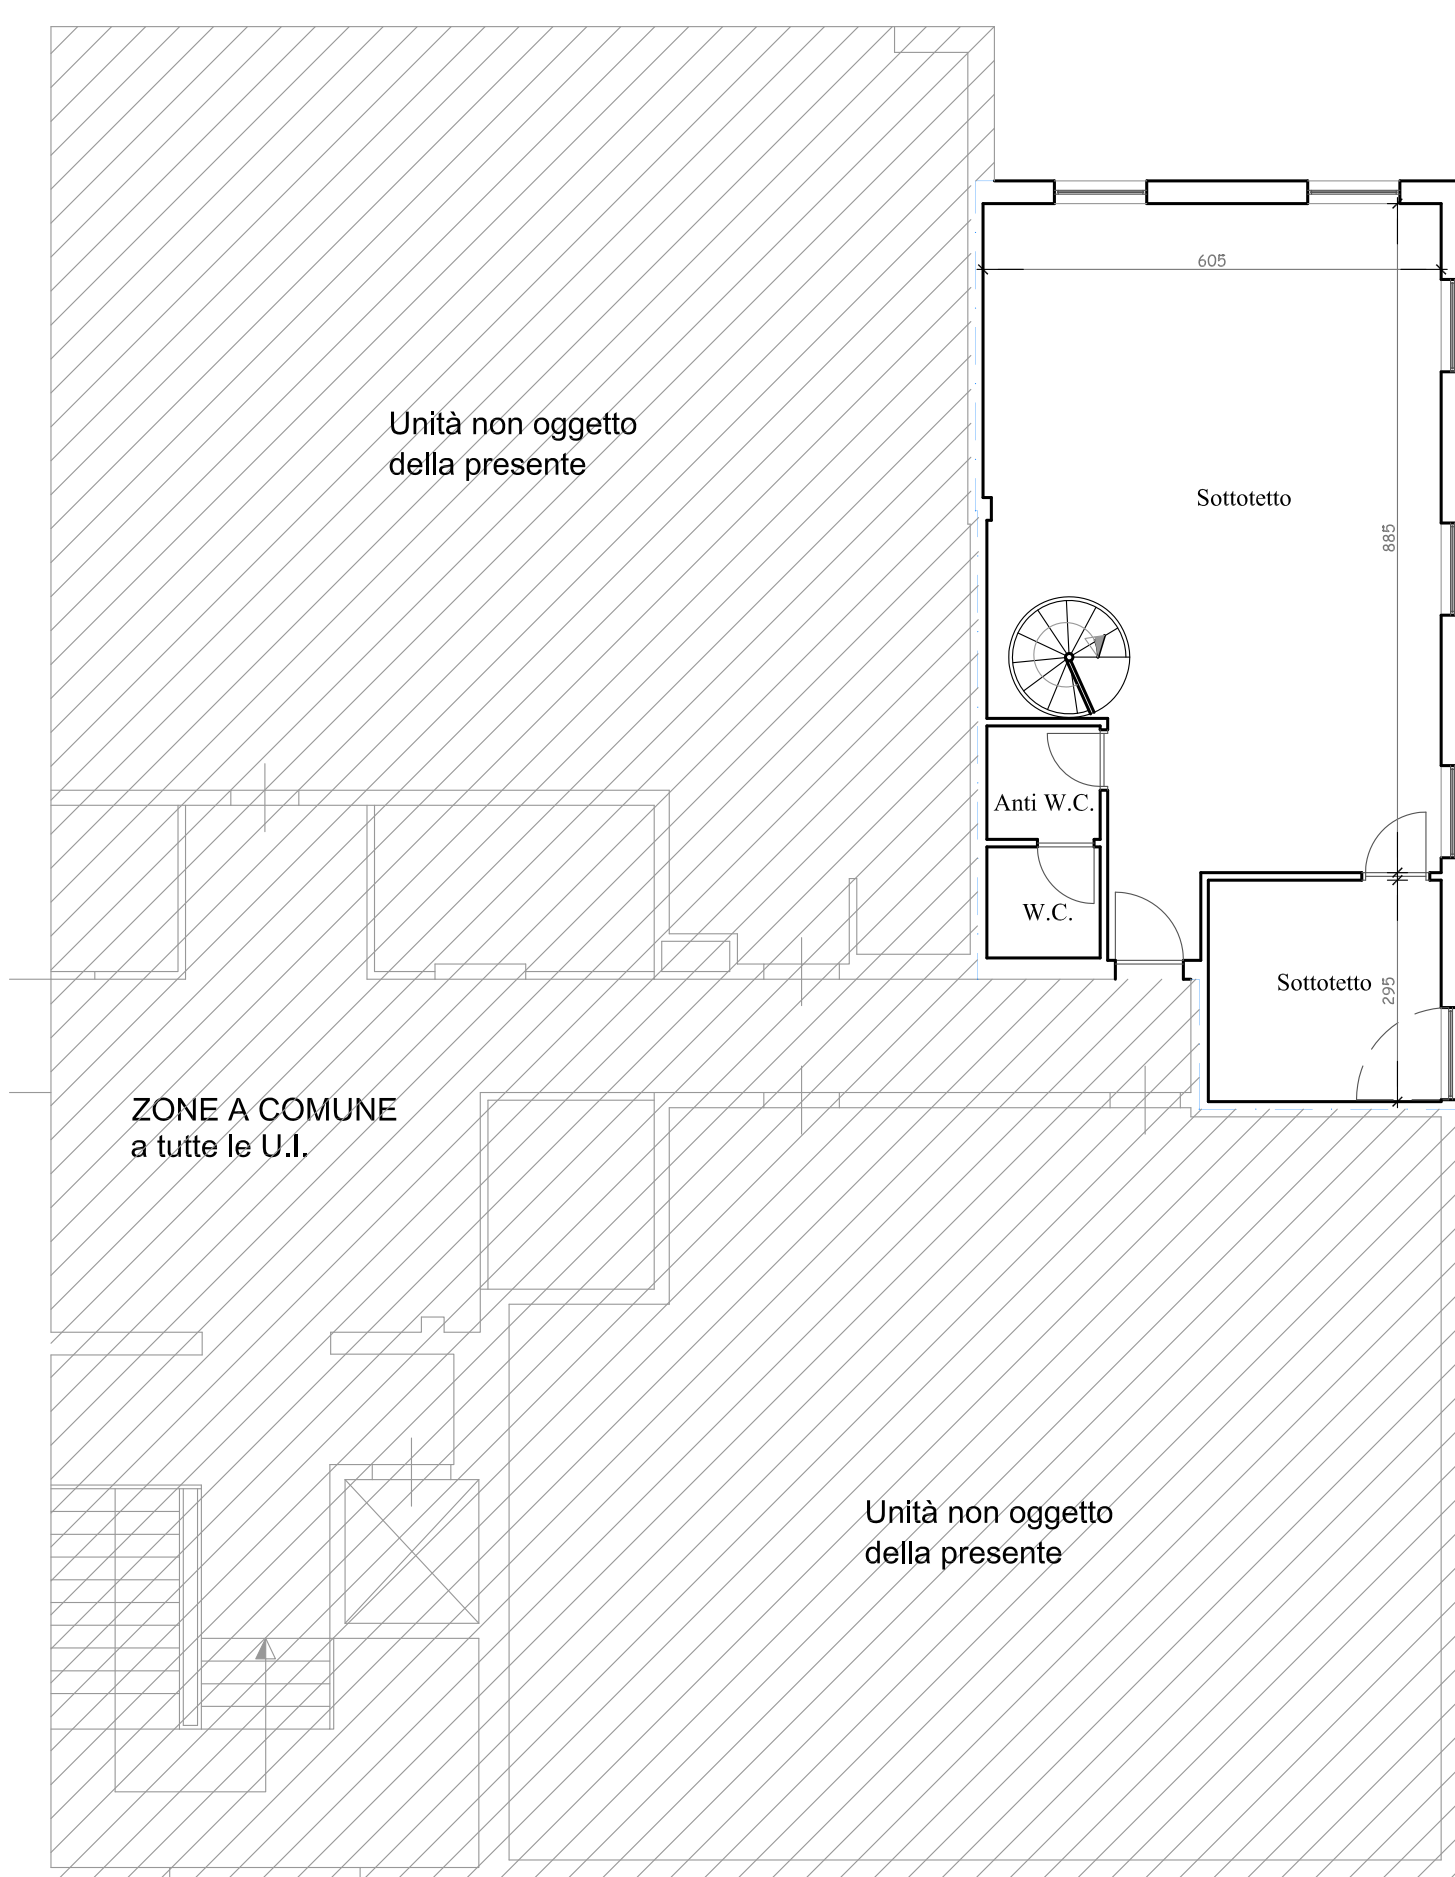 605
Unità non oggetto
della presente
Sottotetto
885
Anti W.C.
W.C.
Sottotetto
295
ZONE A COMUNE
a tutte le U.I.
Unità non oggetto
della presente